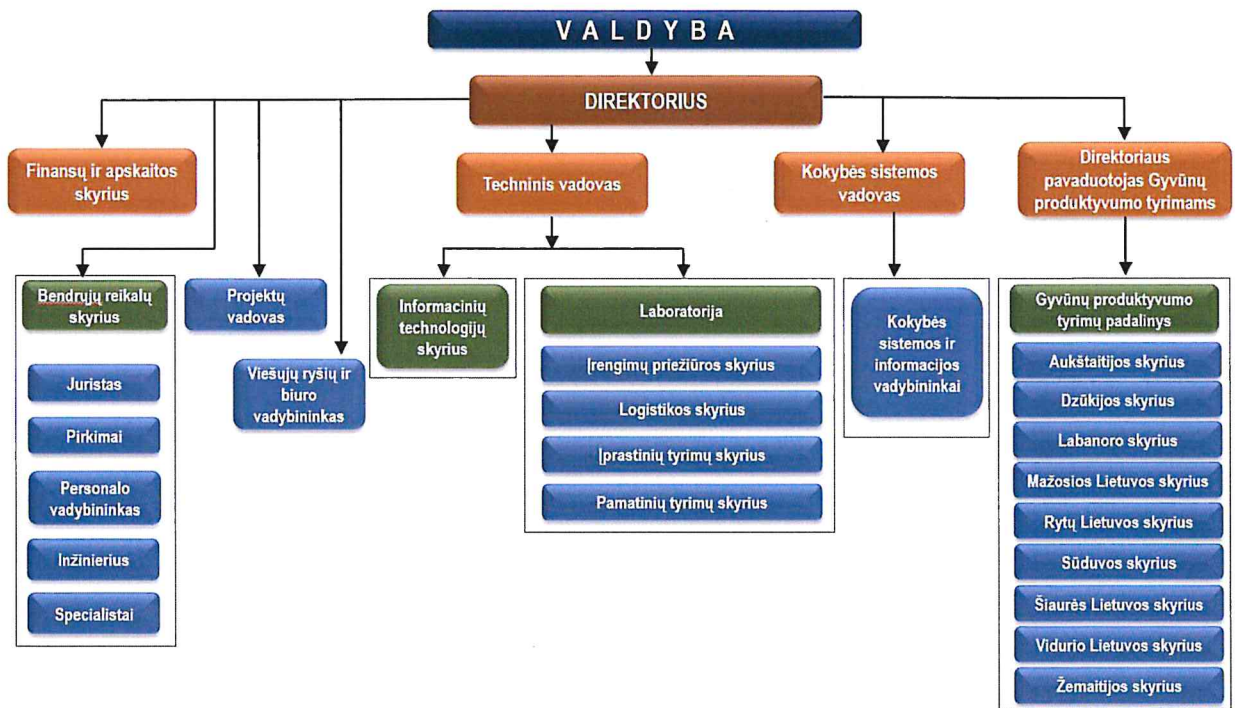 V A L D Y B A
DIREKTORIUS
Finansų ir apskaitos
skyrius
Techninis vadovas
Kokybės sistemos
vadovas
Direktoriaus
pavaduotojas Gyvūnų
produktyvumo tyrimams
Bendrųjų reikalų
skyrius
Juristas
Pirkimai
Personalo
vadybininkas
Inžinierius
Specialistai
Projektų
vadovas
Viešųjų ryšių ir
biuro
vadybininkas
Informacinių
technologijų
skyrius
Laboratorija
Įrengimų priežiūros skyrius
Logistikos skyrius
Įprastinių tyrimų skyrius
Pamatinių tyrimų skyrius
Kokybės
sistemos ir
informacijos
vadybininkai
Gyvūnų produktyvumo
tyrimų padalinys
Aukštaitijos skyrius
Dzūkijos skyrius
Labanoro skyrius
Mažosios Lietuvos skyrius
Rytų Lietuvos skyrius
Sūduvos skyrius
Šiaurės Lietuvos skyrius
Vidurio Lietuvos skyrius
Žemaitijos skyrius